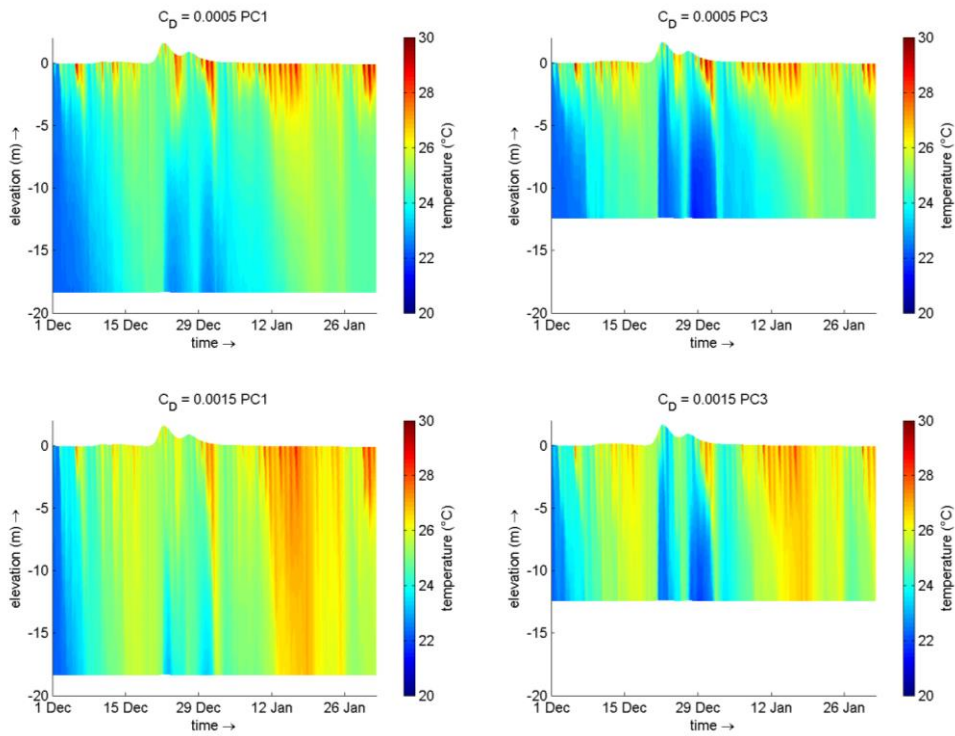 C_D = 0.0005 PC1
0
-5
-10
-15
-20
elevation (m) →
1 Dec 15 Dec 29 Dec 12 Jan 26 Jan
time →
30
28
26
24
22
20
temperature (°C)
C_D = 0.0005 PC3
0
-5
-10
-15
-20
elevation (m) →
1 Dec 15 Dec 29 Dec 12 Jan 26 Jan
time →
30
28
26
24
22
20
temperature (°C)
C_D = 0.0015 PC1
0
-5
-10
-15
-20
elevation (m) →
1 Dec 15 Dec 29 Dec 12 Jan 26 Jan
time →
30
28
26
24
22
20
temperature (°C)
C_D = 0.0015 PC3
0
-5
-10
-15
-20
elevation (m) →
1 Dec 15 Dec 29 Dec 12 Jan 26 Jan
time →
30
28
26
24
22
20
temperature (°C)